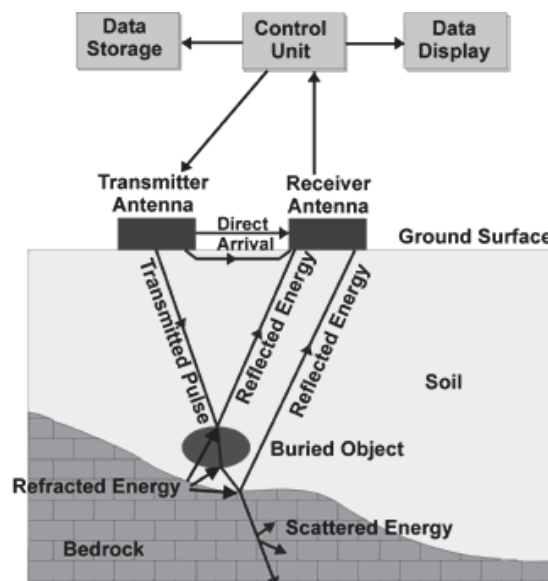 Data
Storage
Control
Unit
Data
Display
Transmitter
Antenna
Receiver
Antenna
Direct
Arrival
Ground Surface
Transmitted Pulse
Reflected Energy
Reflected Energy
Soil
Buried Object
Refracted Energy
Scattered Energy
Bedrock